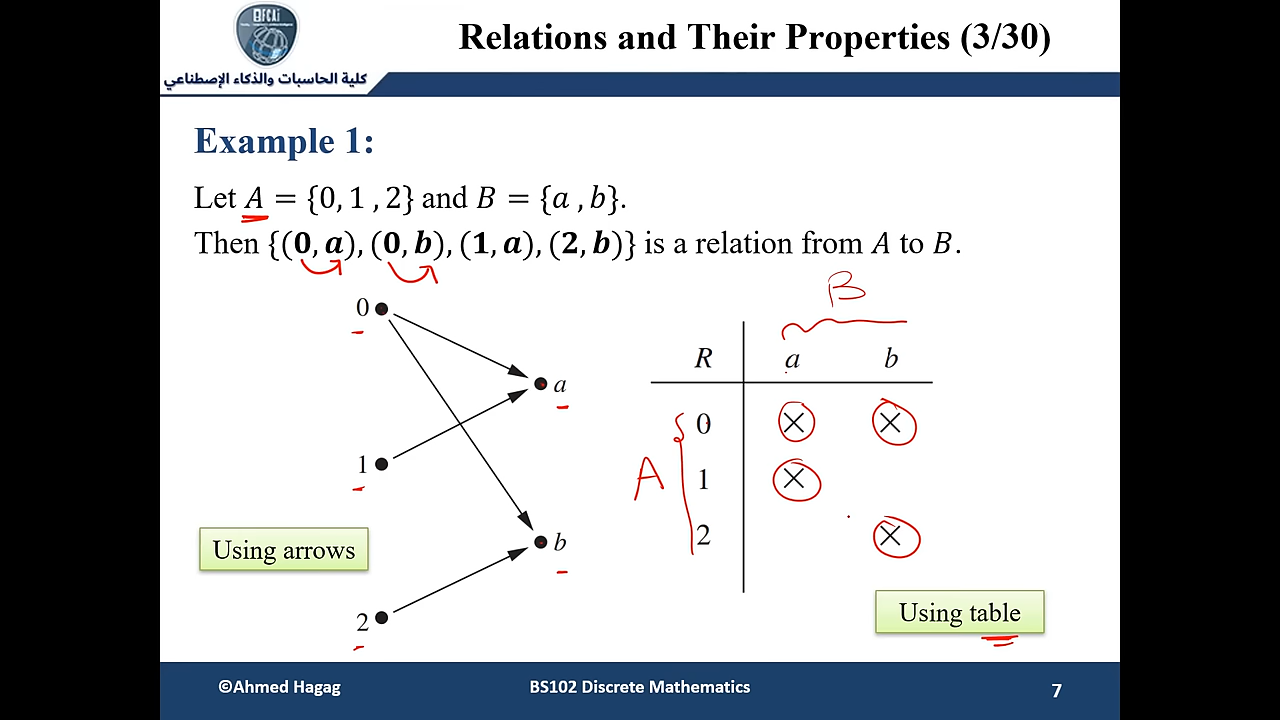 BFCAi
Relations and Their Properties (3/30)
كلية الحاسبات والذكاء الإصطناعي
Example 1:
Let A = {0, 1 , 2} and B = {a , b}.
Then {(0, a), (0, b), (1, a), (2, b)} is a relation from A to B.
0
a
1
b
2
Using arrows
B
R a b
0 × ×
A 1 ×
2 ×
Using table
©Ahmed Hagag
BS102 Discrete Mathematics
7